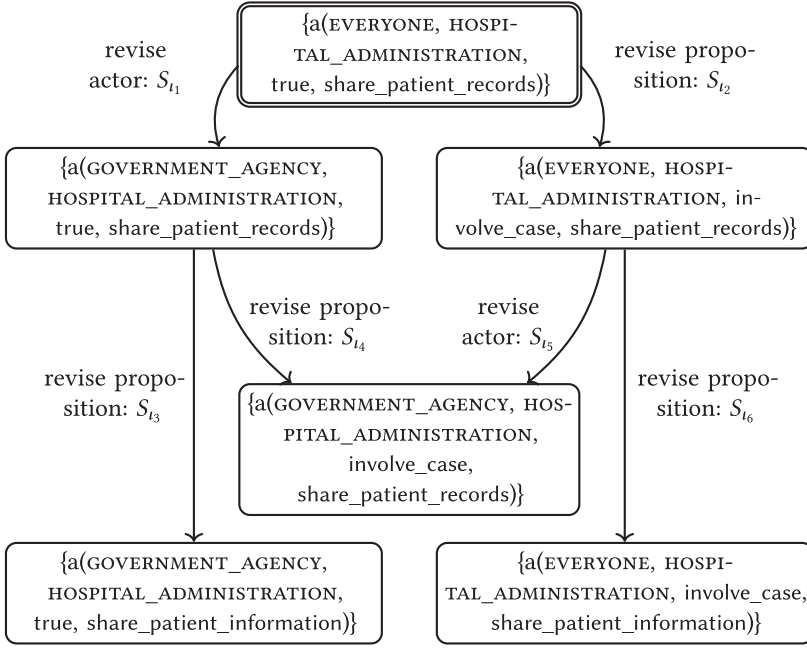 {a(EVERYONE, HOSPI-
TAL_ADMINISTRATION,
true, share_patient_records)}
revise
actor: Sι1
revise propo-
sition: Sι2
{a(GOVERNMENT_AGENCY,
HOSPITAL_ADMINISTRATION,
true, share_patient_records)}
{a(EVERYONE, HOSPI-
TAL_ADMINISTRATION, in-
volve_case, share_patient_records)}
revise propo-
sition: Sι4
revise
actor: Sι5
revise propo-
sition: Sι3
revise propo-
sition: Sι6
{a(GOVERNMENT_AGENCY, HOS-
PITAL_ADMINISTRATION,
involve_case,
share_patient_records)}
{a(GOVERNMENT_AGENCY,
HOSPITAL_ADMINISTRATION,
true, share_patient_information)}
{a(EVERYONE, HOSPI-
TAL_ADMINISTRATION, involve_case,
share_patient_information)}